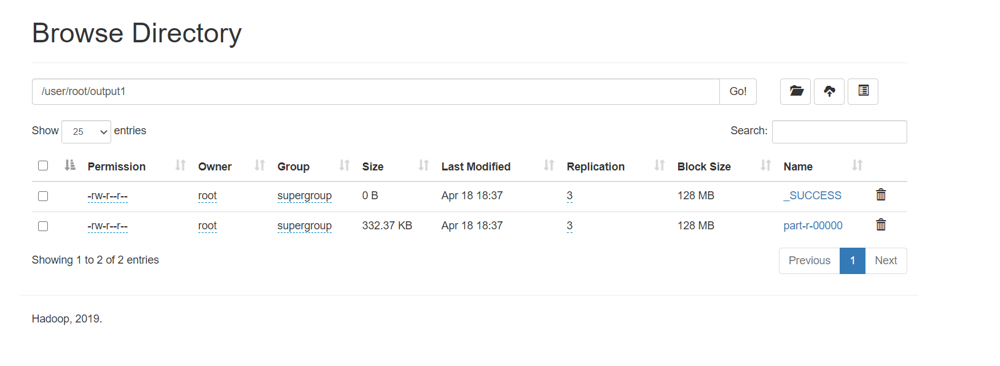 Browse Directory
/user/root/output1 Go!
Show 25 entries Search:
Permission Owner Group Size Last Modified Replication Block Size Name
-rw-r--r-- root supergroup 0 B Apr 18 18:37 3 128 MB _SUCCESS
-rw-r--r-- root supergroup 332.37 KB Apr 18 18:37 3 128 MB part-r-00000
Showing 1 to 2 of 2 entries Previous 1 Next
Hadoop, 2019.